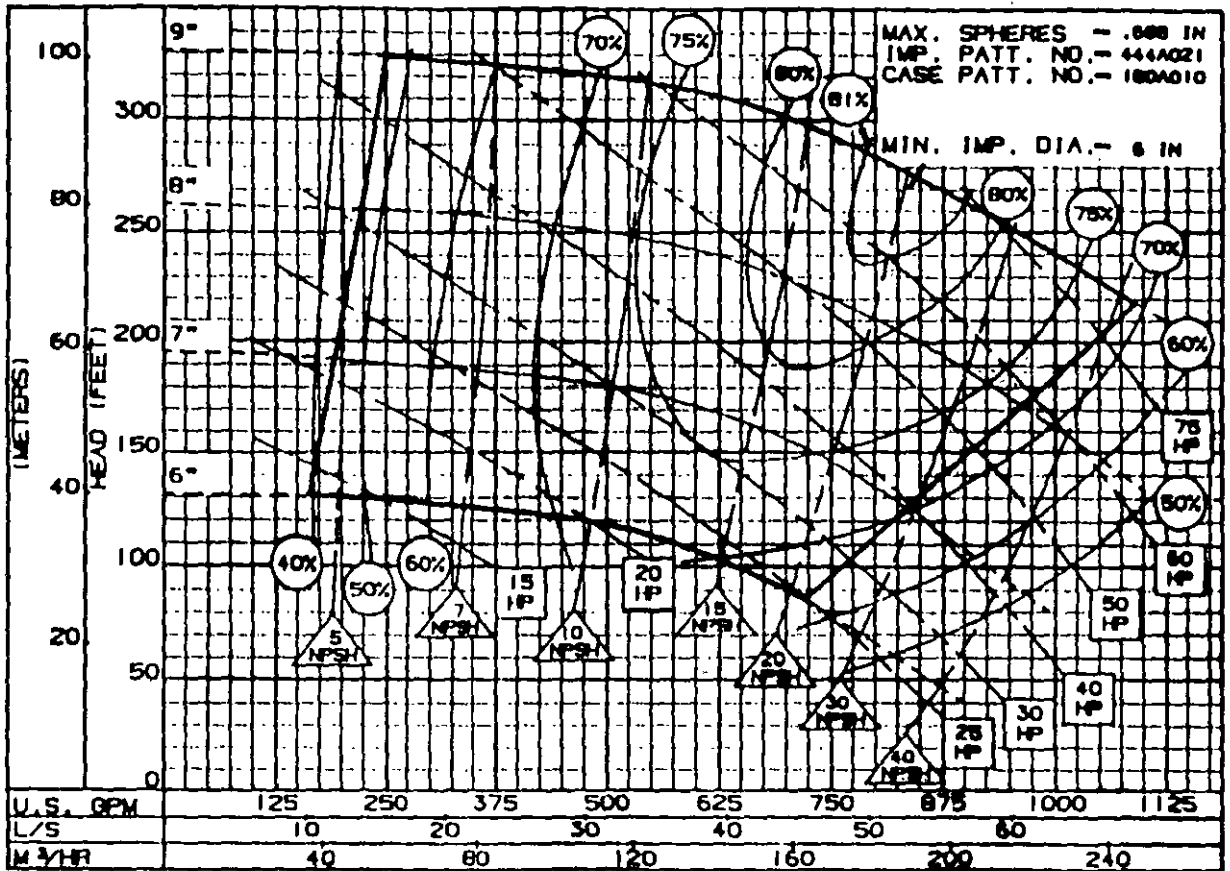 MAX. SPHERES - .688 IN
IMP. PATT. NO.- 444A021
CASE PATT. NO.- 180A010
MIN. IMP. DIA.- 6 IN
(METERS)
100
80
60
40
20
HEAD (FEET)
300
250
200
150
100
50
0
9"
8"
7"
6"
70%
75%
80%
81%
80%
75%
70%
60%
50%
40%
50%
60%
5
NPSH
7
NPSH
10
NPSH
15
NPSH
20
NPSH
30
NPSH
40
NPSH
15
HP
20
HP
25
HP
30
HP
40
HP
50
HP
60
HP
75
HP
U.S. GPM 125 250 375 500 625 750 875 1000 1125
L/S 10 20 30 40 50 60
M³/HR 40 80 120 160 200 240